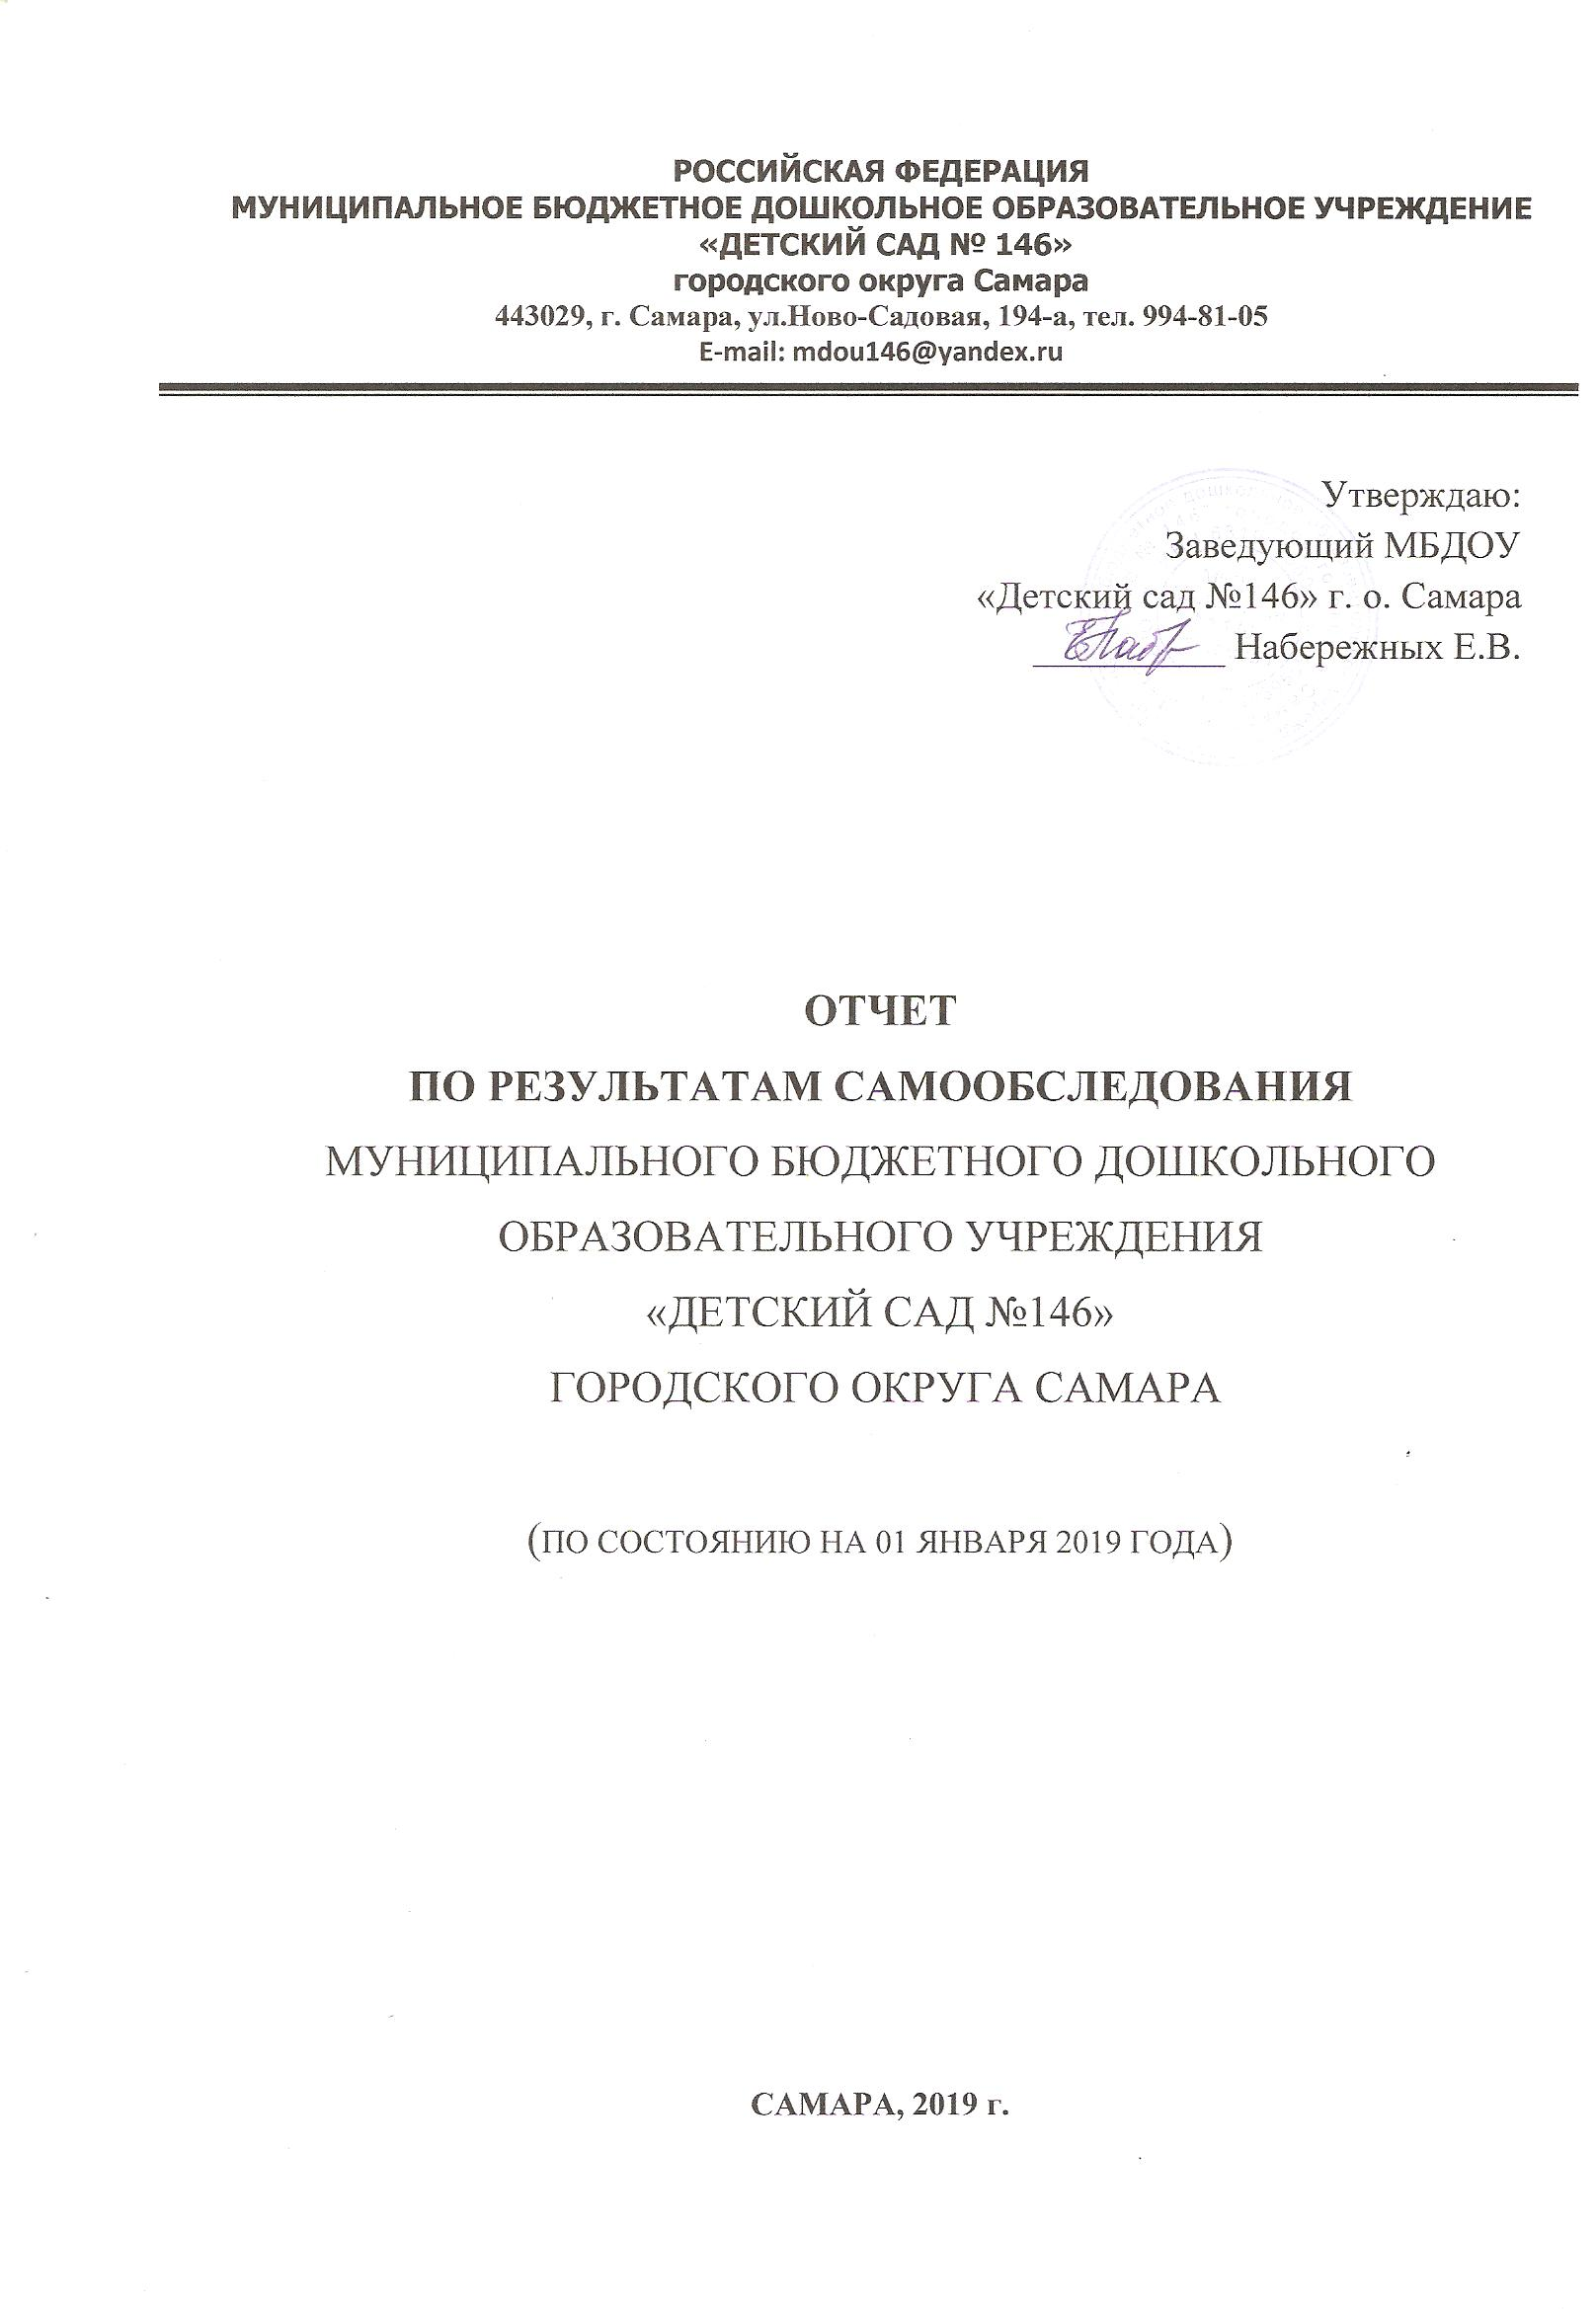 РОССИЙСКАЯ ФЕДЕРАЦИЯ
МУНИЦИПАЛЬНОЕ БЮДЖЕТНОЕ ДОШКОЛЬНОЕ ОБРАЗОВАТЕЛЬНОЕ УЧРЕЖДЕНИЕ
«ДЕТСКИЙ САД № 146»
городского округа Самара
443029, г. Самара, ул.Ново-Садовая, 194-а, тел. 994-81-05
E-mail: mdou146@yandex.ru
Утверждаю:
Заведующий МБДОУ
«Детский сад №146» г. о. Самара
Набережных Е.В.
ОТЧЕТ
ПО РЕЗУЛЬТАТАМ САМООБСЛЕДОВАНИЯ
МУНИЦИПАЛЬНОГО БЮДЖЕТНОГО ДОШКОЛЬНОГО
ОБРАЗОВАТЕЛЬНОГО УЧРЕЖДЕНИЯ
«ДЕТСКИЙ САД №146»
ГОРОДСКОГО ОКРУГА САМАРА
(ПО СОСТОЯНИЮ НА 01 ЯНВАРЯ 2019 ГОДА)
САМАРА, 2019 г.